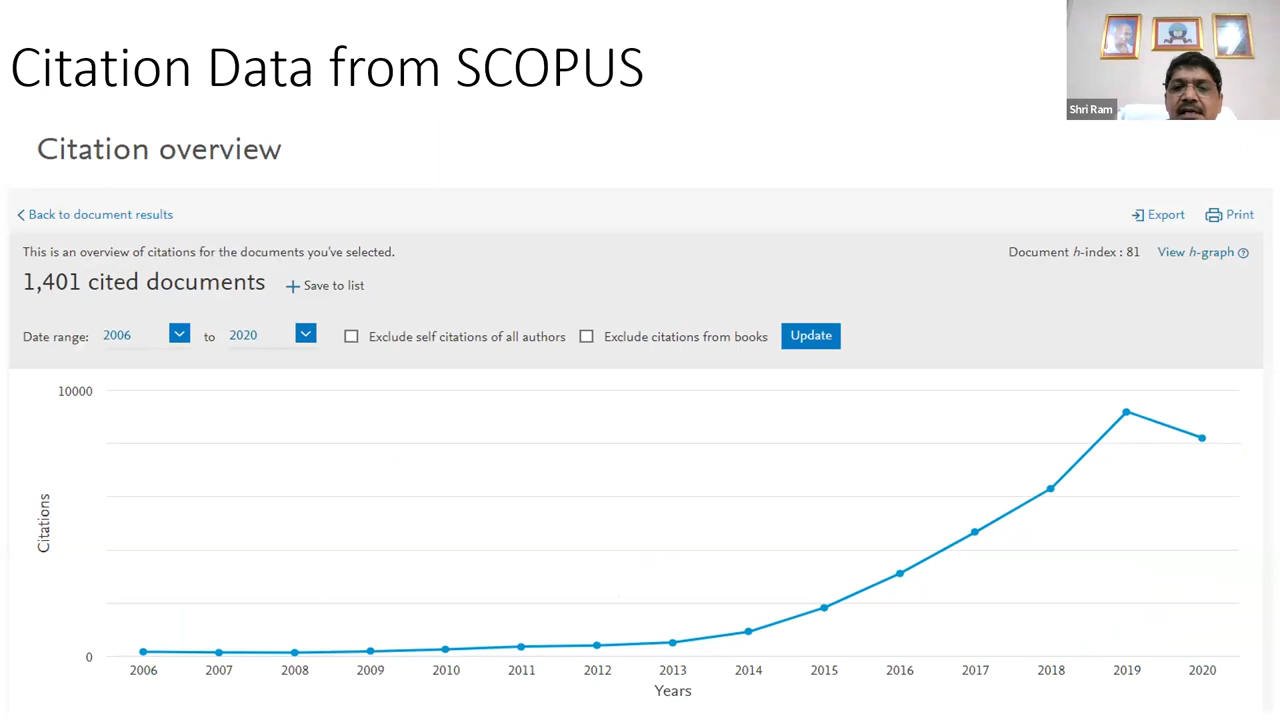 Citation Data from SCOPUS
Shri Ram
Citation overview
Back to document results
Export Print
This is an overview of citations for the documents you've selected.
Document h-index : 81 View h-graph
1,401 cited documents
Save to list
Date range: 2006 to 2020 Exclude self citations of all authors Exclude citations from books Update
10000
Citations
0
2006 2007 2008 2009 2010 2011 2012 2013 2014 2015 2016 2017 2018 2019 2020
Years